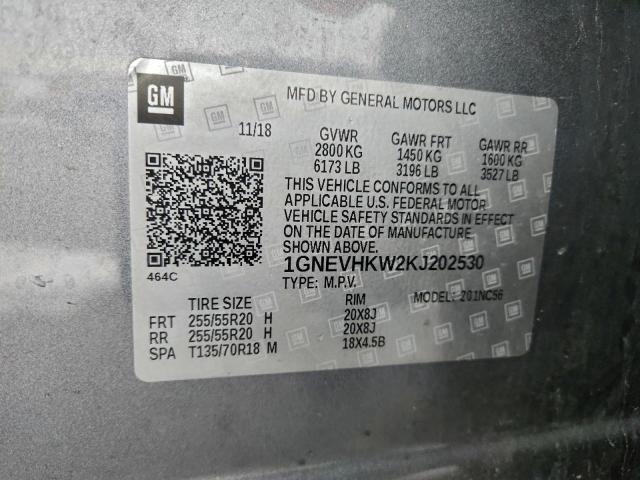 GM
MFD BY GENERAL MOTORS LLC
11/18
GVWR GAWR FRT GAWR RR
2800 KG 1450 KG 1600 KG
6173 LB 3196 LB 3527 LB
THIS VEHICLE CONFORMS TO ALL
APPLICABLE U.S. FEDERAL MOTOR
VEHICLE SAFETY STANDARDS IN EFFECT
ON THE DATE OF MANUFACTURE
SHOWN ABOVE.
464C
1GNEVHKW2KJ202530
TYPE: M.P.V.
TIRE SIZE RIM MODEL: 201NC56
FRT 255/55R20 H 20X8J
RR 255/55R20 H 20X8J
SPA T135/70R18 M 18X4.5B